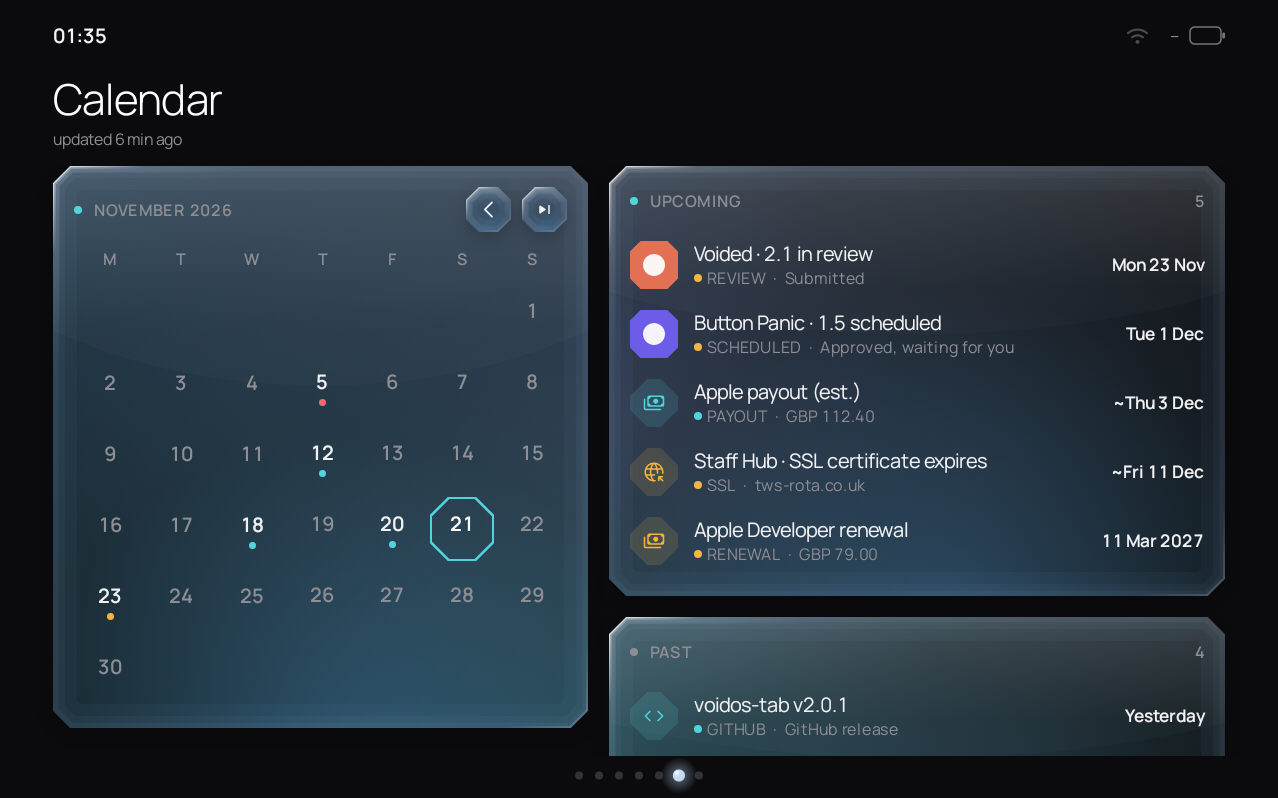 01:35
–
Calendar
updated 6 min ago
NOVEMBER 2026
M T W T F S S
1
2 3 4 5 6 7 8
9 10 11 12 13 14 15
16 17 18 19 20 21 22
23 24 25 26 27 28 29
30
UPCOMING 5
Voided · 2.1 in review
REVIEW · Submitted
Mon 23 Nov
Button Panic · 1.5 scheduled
SCHEDULED · Approved, waiting for you
Tue 1 Dec
Apple payout (est.)
PAYOUT · GBP 112.40
~Thu 3 Dec
Staff Hub · SSL certificate expires
SSL · tws-rota.co.uk
~Fri 11 Dec
Apple Developer renewal
RENEWAL · GBP 79.00
11 Mar 2027
PAST 4
voidos-tab v2.0.1
GITHUB · GitHub release
Yesterday